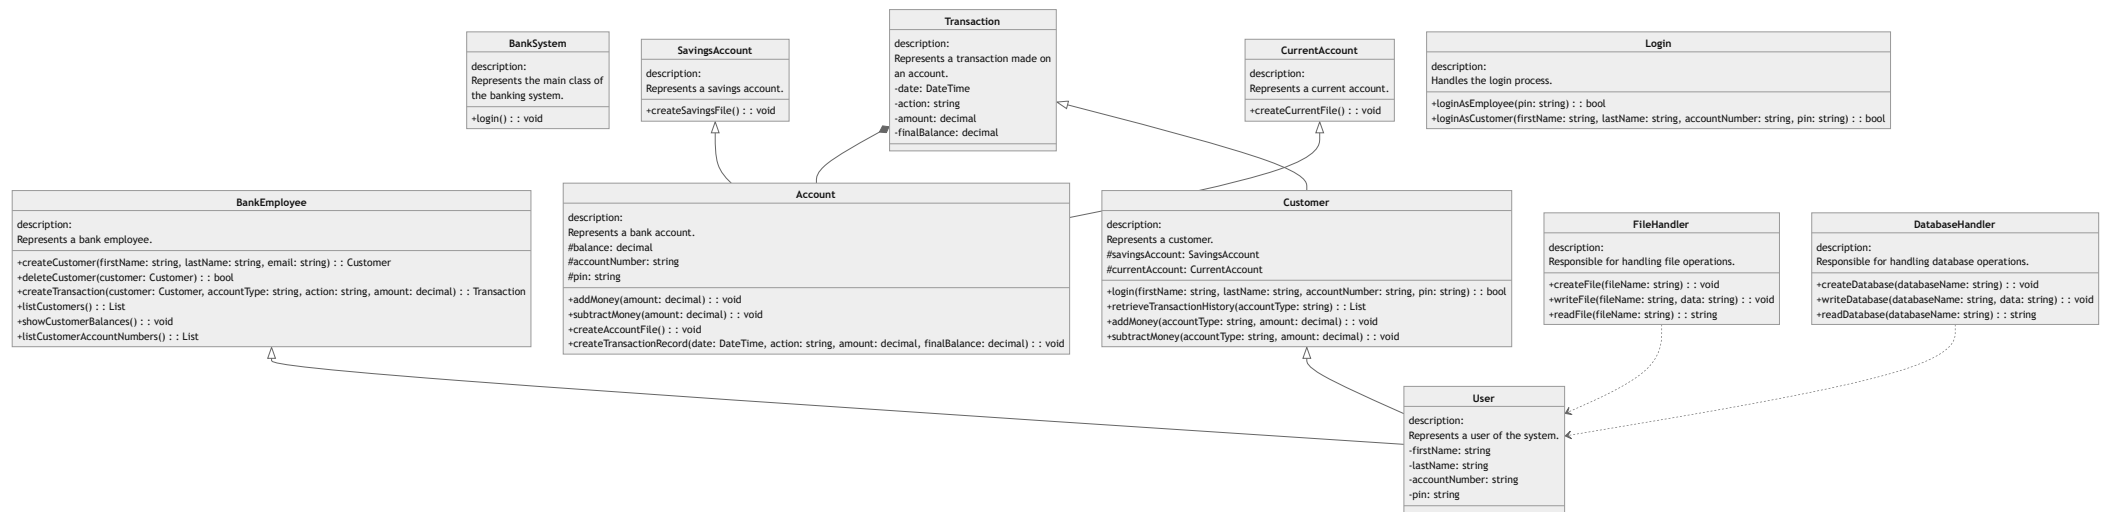 BankSystem
description:
Represents the main class of
the banking system.
+login() : : void
SavingsAccount
description:
Represents a savings account.
+createSavingsFile() : : void
Transaction
description:
Represents a transaction made on
an account.
-date: DateTime
-action: string
-amount: decimal
-finalBalance: decimal
CurrentAccount
description:
Represents a current account.
+createCurrentFile() : : void
Login
description:
Handles the login process.
+loginAsEmployee(pin: string) : : bool
+loginAsCustomer(firstName: string, lastName: string, accountNumber: string, pin: string) : : bool
BankEmployee
description:
Represents a bank employee.
+createCustomer(firstName: string, lastName: string, email: string) : : Customer
+deleteCustomer(customer: Customer) : : bool
+createTransaction(customer: Customer, accountType: string, action: string, amount: decimal) : : Transaction
+listCustomers() : : List
+showCustomerBalances() : : void
+listCustomerAccountNumbers() : : List
Account
description:
Represents a bank account.
#balance: decimal
#accountNumber: string
#pin: string
+addMoney(amount: decimal) : : void
+subtractMoney(amount: decimal) : : void
+createAccountFile() : : void
+createTransactionRecord(date: DateTime, action: string, amount: decimal, finalBalance: decimal) : : void
Customer
description:
Represents a customer.
#savingsAccount: SavingsAccount
#currentAccount: CurrentAccount
+login(firstName: string, lastName: string, accountNumber: string, pin: string) : : bool
+retrieveTransactionHistory(accountType: string) : : List
+addMoney(accountType: string, amount: decimal) : : void
+subtractMoney(accountType: string, amount: decimal) : : void
FileHandler
description:
Responsible for handling file operations.
+createFile(fileName: string) : : void
+writeFile(fileName: string, data: string) : : void
+readFile(fileName: string) : : string
DatabaseHandler
description:
Responsible for handling database operations.
+createDatabase(databaseName: string) : : void
+writeDatabase(databaseName: string, data: string) : : void
+readDatabase(databaseName: string) : : string
User
description:
Represents a user of the system.
-firstName: string
-lastName: string
-accountNumber: string
-pin: string